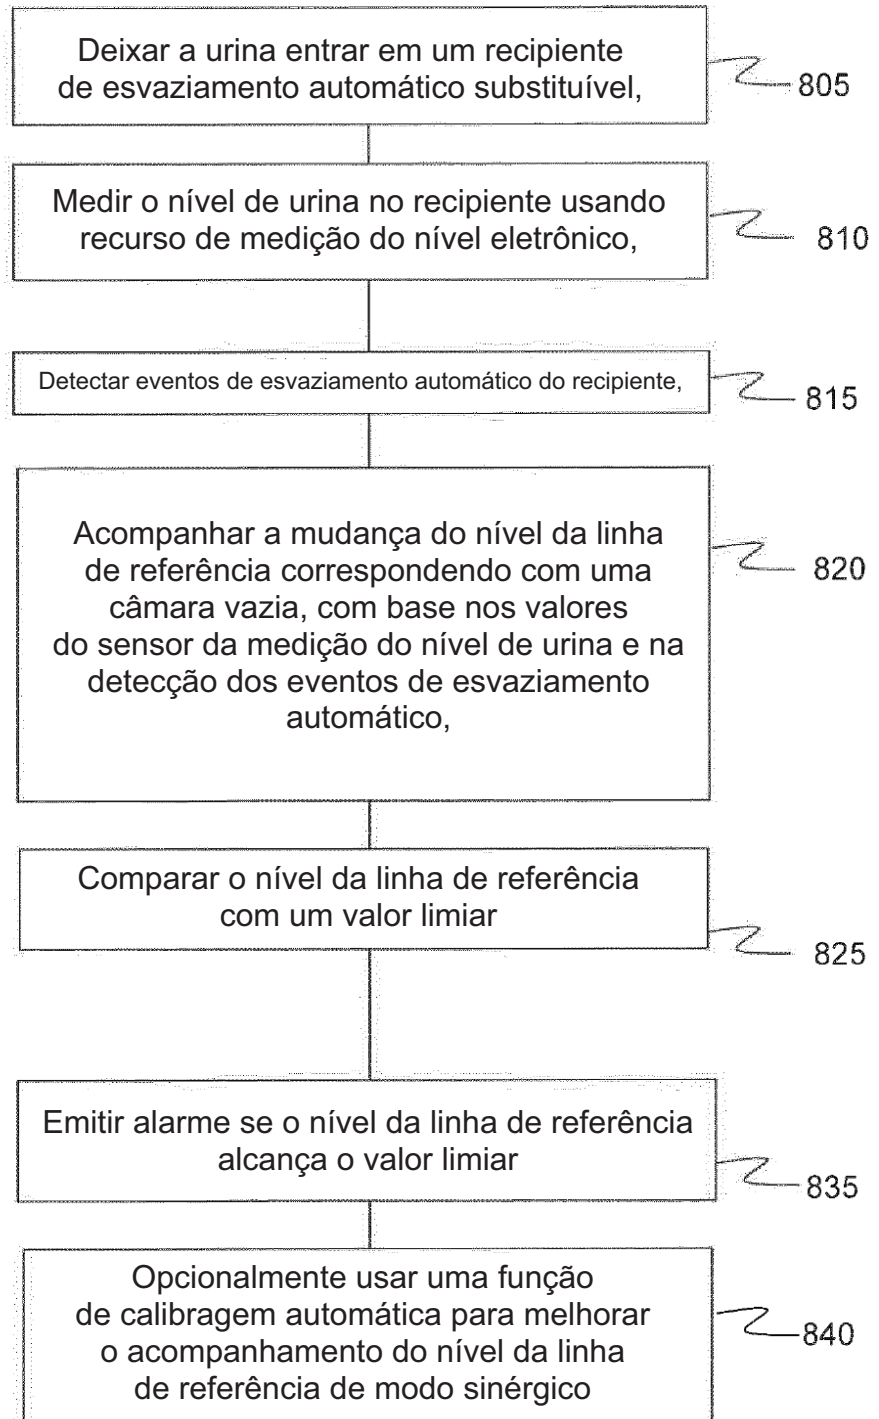 Deixar a urina entrar em um recipiente
de esvaziamento automático substituível,
805
Medir o nível de urina no recipiente usando
recurso de medição do nível eletrônico,
810
Detectar eventos de esvaziamento automático do recipiente,
815
Acompanhar a mudança do nível da linha
de referência correspondendo com uma
câmara vazia, com base nos valores
do sensor da medição do nível de urina e na
detecção dos eventos de esvaziamento
automático,
820
Comparar o nível da linha de referência
com um valor limiar
825
Emitir alarme se o nível da linha de referência
alcança o valor limiar
835
Opcionalmente usar uma função
de calibragem automática para melhorar
o acompanhamento do nível da linha
de referência de modo sinérgico
840